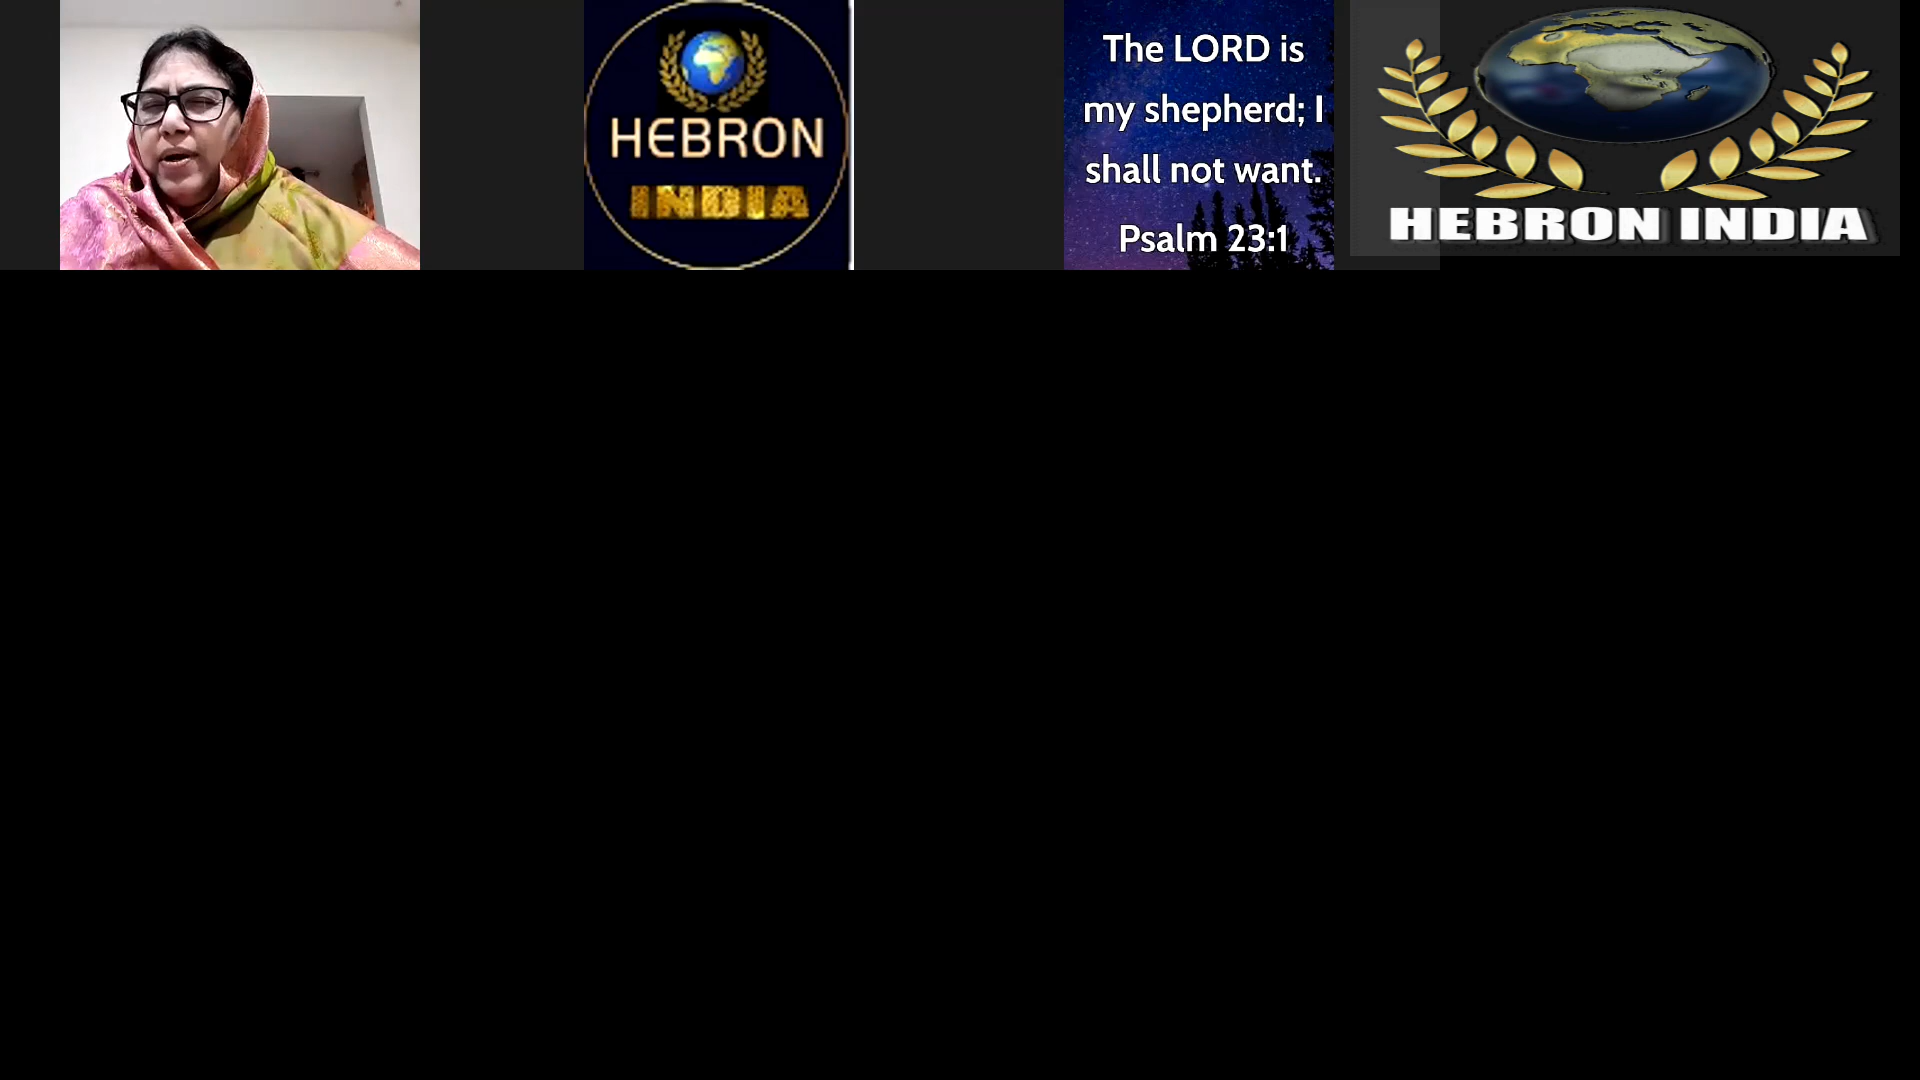 HEBRON
INDIA
The LORD is
my shepherd; I
shall not want.
Psalm 23:1
HEBRON INDIA